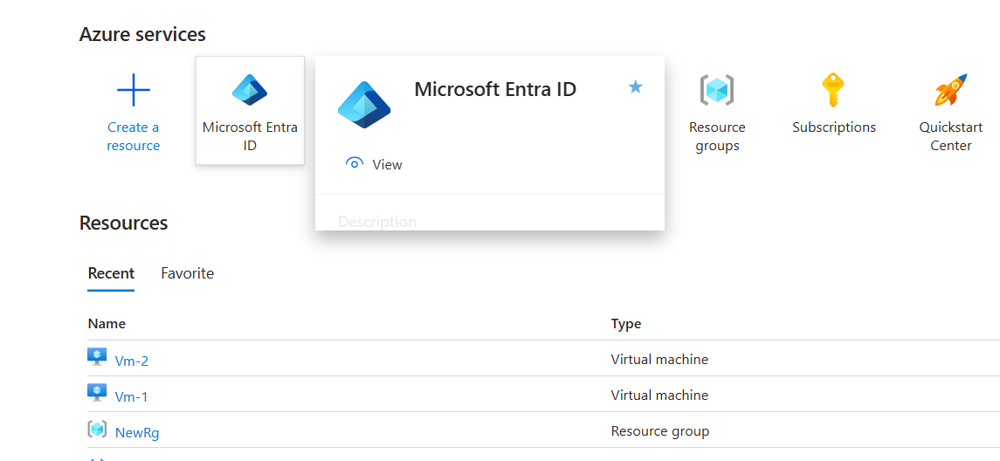 Azure services
Create a
resource
Microsoft Entra
ID
Microsoft Entra ID
View
Description
Resource
groups
Subscriptions
Quickstart
Center
Resources
Recent
Favorite
Name
Type
Vm-2
Virtual machine
Vm-1
Virtual machine
NewRg
Resource group